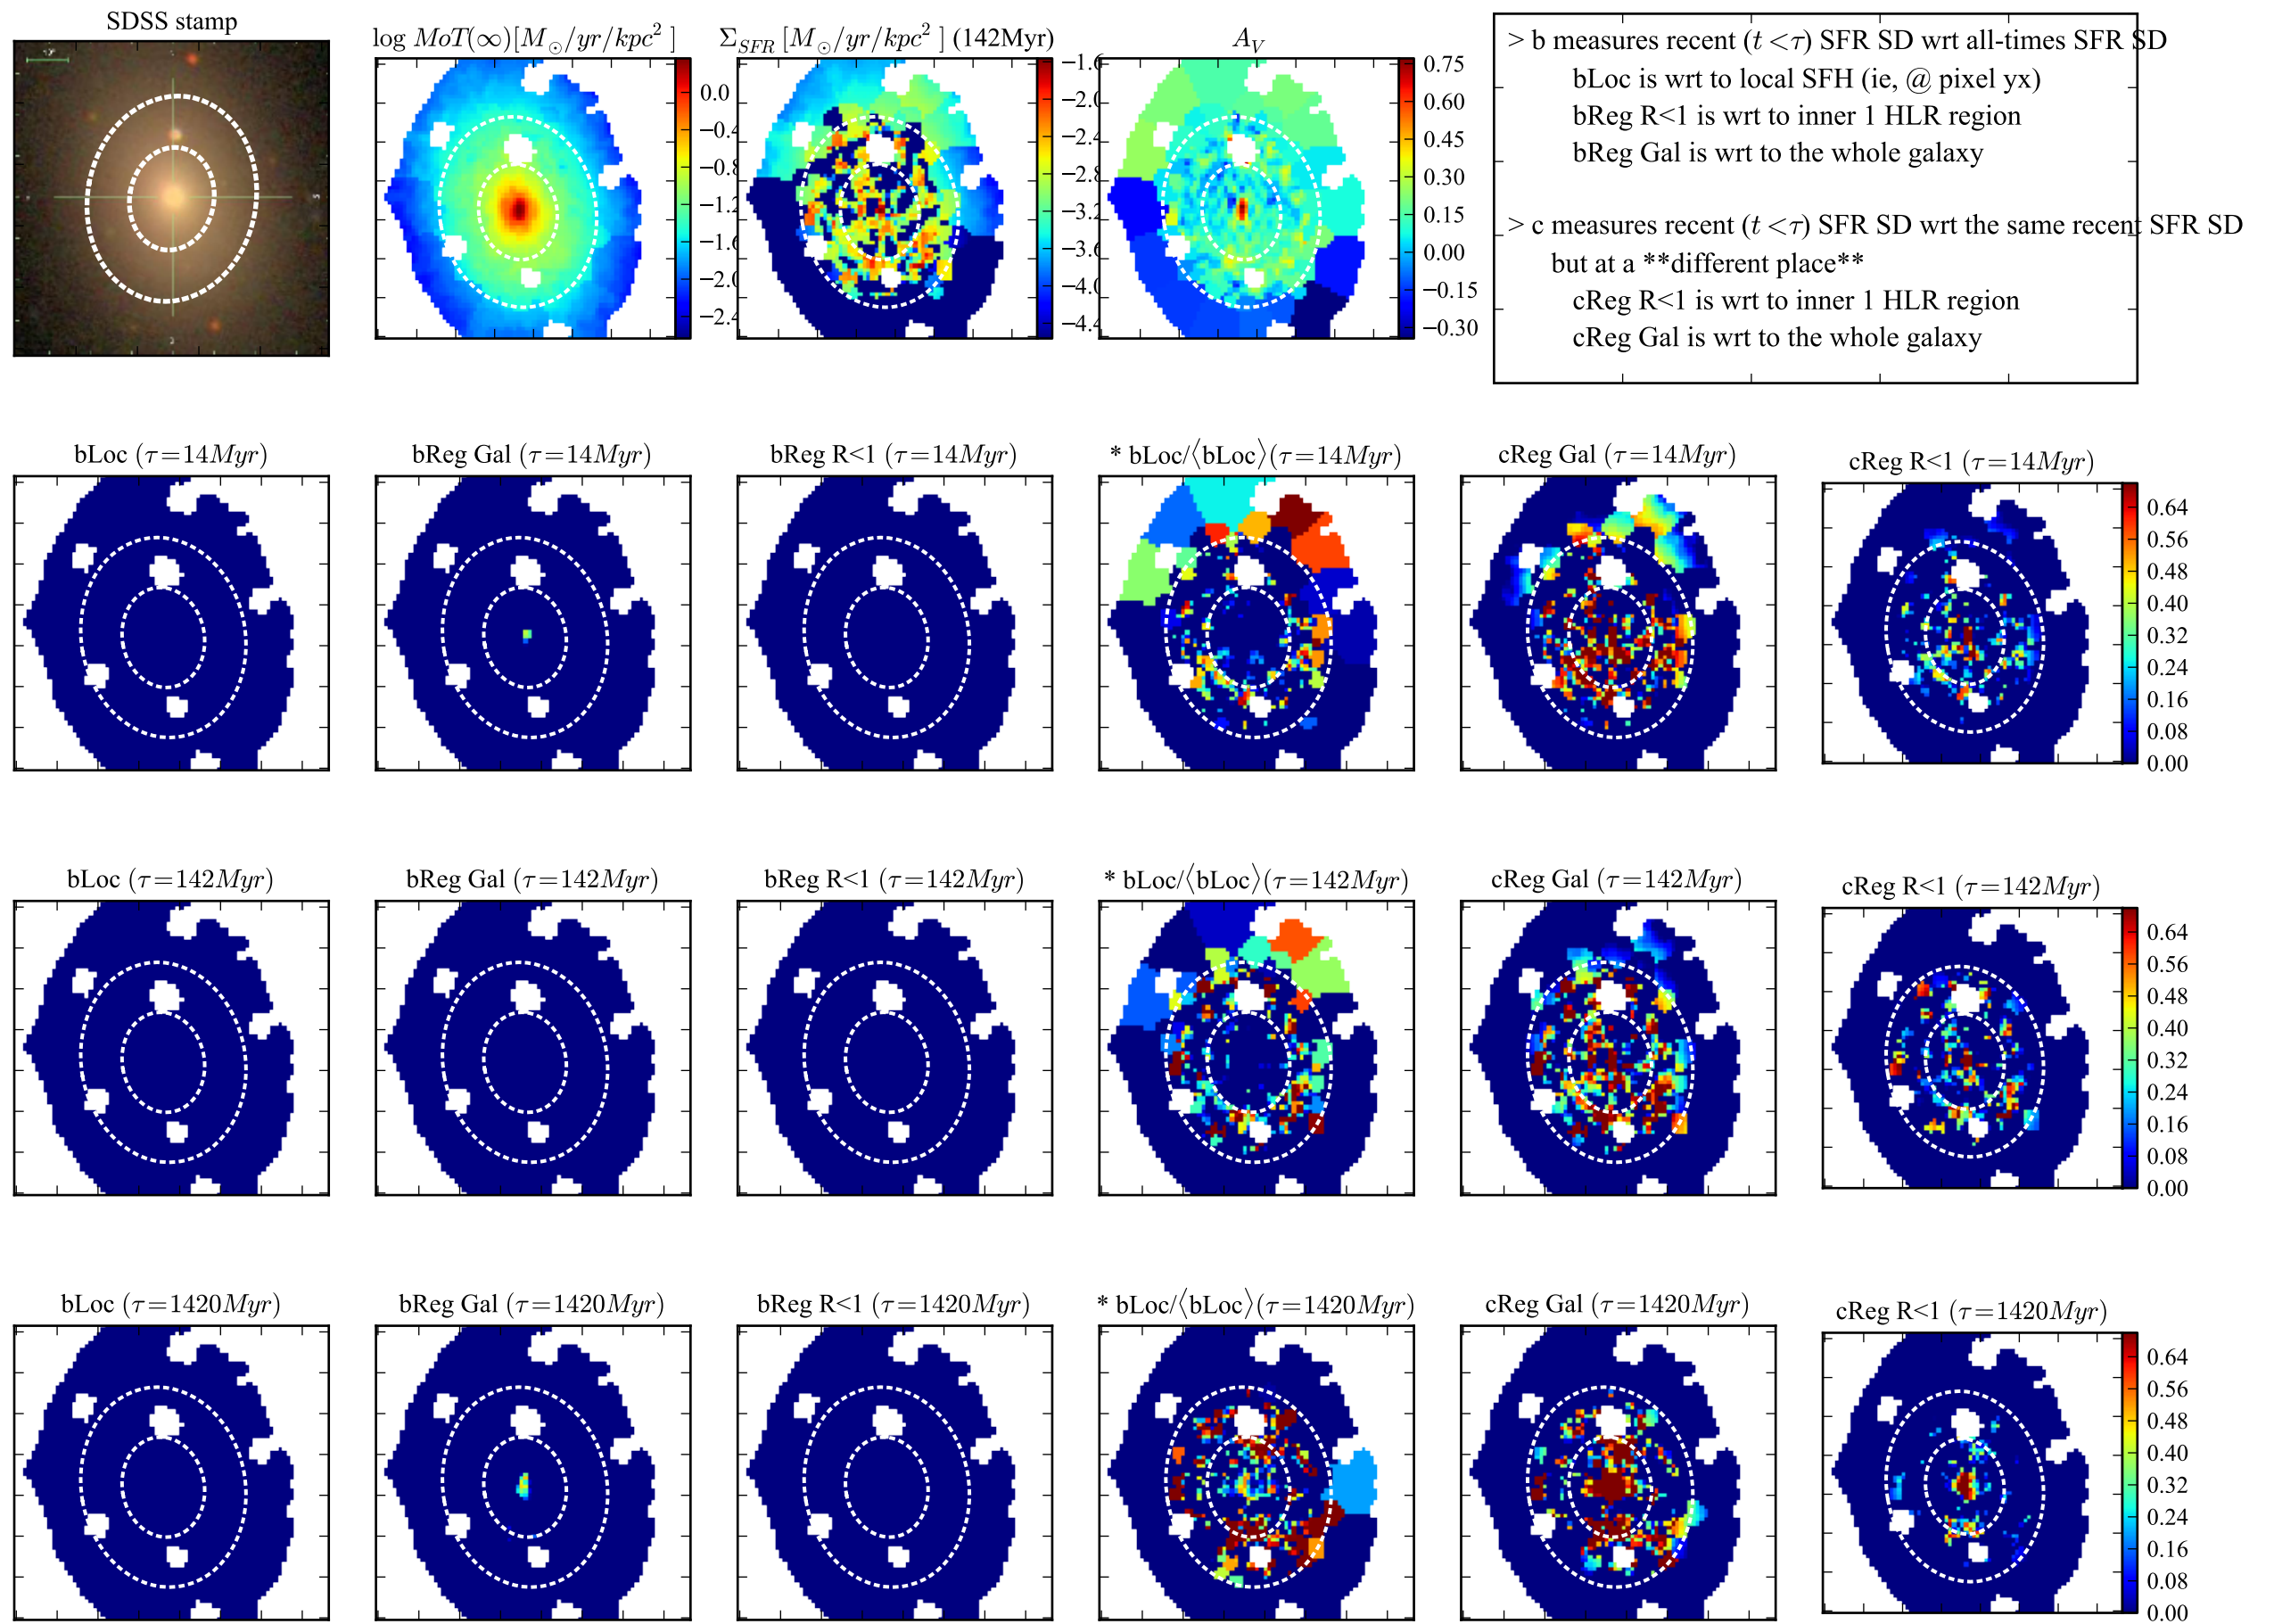 SDSS stamp
log MoT(∞)[M⊙/yr/kpc² ]
ΣSFR [M⊙/yr/kpc² ] (142Myr)
AV
0.0
−0.4
−0.8
−1.2
−1.6
−2.0
−2.4
−1.6
−2.0
−2.4
−2.8
−3.2
−3.6
−4.0
−4.4
0.75
0.60
0.45
0.30
0.15
0.00
−0.15
−0.30
> b measures recent (t <τ) SFR SD wrt all-times SFR SD
bLoc is wrt to local SFH (ie, @ pixel yx)
bReg R<1 is wrt to inner 1 HLR region
bReg Gal is wrt to the whole galaxy
> c measures recent (t <τ) SFR SD wrt the same recent SFR SD
but at a **different place**
cReg R<1 is wrt to inner 1 HLR region
cReg Gal is wrt to the whole galaxy
bLoc (τ=14Myr)
bReg Gal (τ=14Myr)
bReg R<1 (τ=14Myr)
* bLoc/⟨bLoc⟩(τ=14Myr)
cReg Gal (τ=14Myr)
cReg R<1 (τ=14Myr)
0.64
0.56
0.48
0.40
0.32
0.24
0.16
0.08
0.00
bLoc (τ=142Myr)
bReg Gal (τ=142Myr)
bReg R<1 (τ=142Myr)
* bLoc/⟨bLoc⟩(τ=142Myr)
cReg Gal (τ=142Myr)
cReg R<1 (τ=142Myr)
0.64
0.56
0.48
0.40
0.32
0.24
0.16
0.08
0.00
bLoc (τ=1420Myr)
bReg Gal (τ=1420Myr)
bReg R<1 (τ=1420Myr)
* bLoc/⟨bLoc⟩(τ=1420Myr)
cReg Gal (τ=1420Myr)
cReg R<1 (τ=1420Myr)
0.64
0.56
0.48
0.40
0.32
0.24
0.16
0.08
0.00